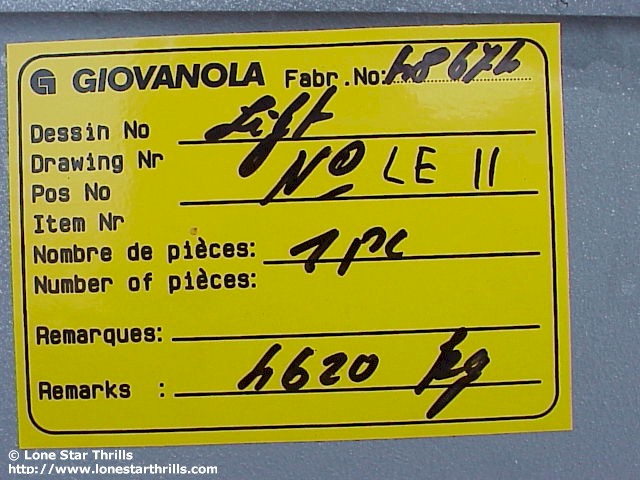 G GIOVANOLA Fabr.No: 48674
Dessin No Lift
Drawing Nr
Pos No Nº LE 11
Item Nr
Nombre de pièces: 1 pc
Number of pièces:
Remarques:
Remarks : 4620 kg
© Lone Star Thrills
http://www.lonestarthrills.com